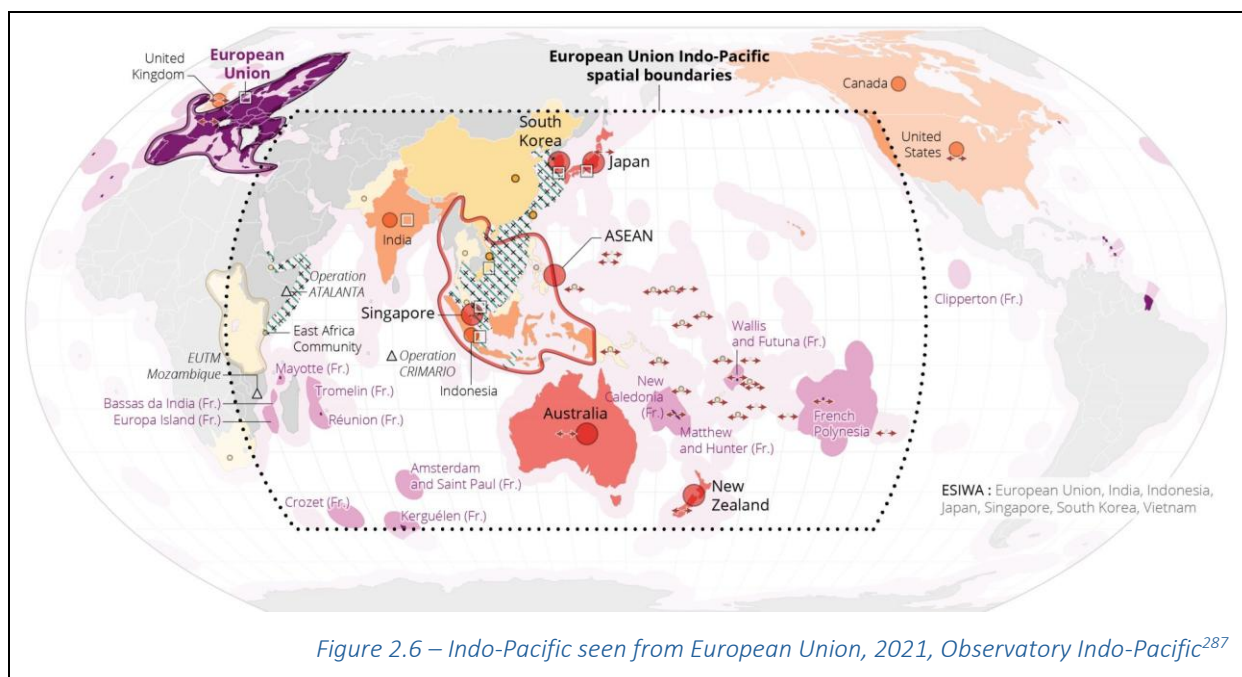 United
Kingdom
European
Union
European Union Indo-Pacific
spatial boundaries
Canada
United
States
South
Korea
Japan
India
ASEAN
Operation
ATALANTA
Singapore
East Africa
Community
Operation
CRIMARIO
Indonesia
EUTM
Mozambique
Mayotte (Fr.)
Tromelin (Fr.)
Bassas da India (Fr.)
Europa Island (Fr.)
Réunion (Fr.)
Clipperton (Fr.)
Wallis
and Futuna (Fr.)
New
Caledonia
(Fr.)
Australia
Matthew
and Hunter (Fr.)
French
Polynesia
Amsterdam
and Saint Paul (Fr.)
Crozet (Fr.)
Kerguélen (Fr.)
New
Zealand
ESIWA : European Union, India, Indonesia,
Japan, Singapore, South Korea, Vietnam
Figure 2.6 – Indo-Pacific seen from European Union, 2021, Observatory Indo-Pacific287